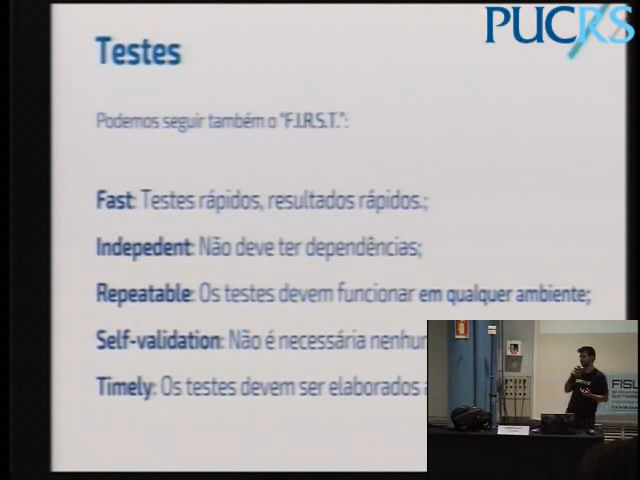 PUCRS
Testes
Podemos seguir também o "F.I.R.S.T.":
Fast: Testes rápidos, resultados rápidos.;
Indepedent: Não deve ter dependências;
Repeatable: Os testes devem funcionar em qualquer ambiente;
Self-validation: Não é necessária
Timely: Os testes devem ser elaborados
FISL